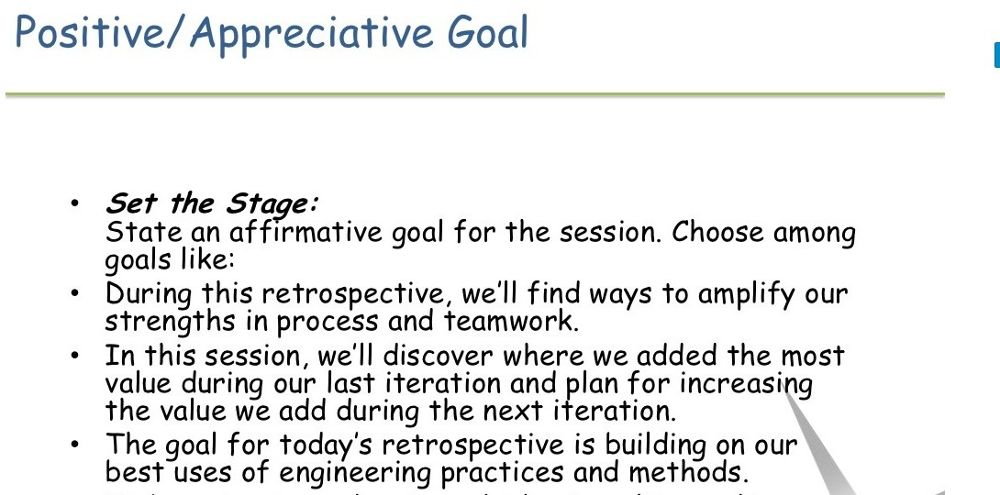 Positive/Appreciative Goal
• Set the Stage:
State an affirmative goal for the session. Choose among
goals like:
• During this retrospective, we'll find ways to amplify our
strengths in process and teamwork.
• In this session, we'll discover where we added the most
value during our last iteration and plan for increasing
the value we add during the next iteration.
• The goal for today's retrospective is building on our
best uses of engineering practices and methods.